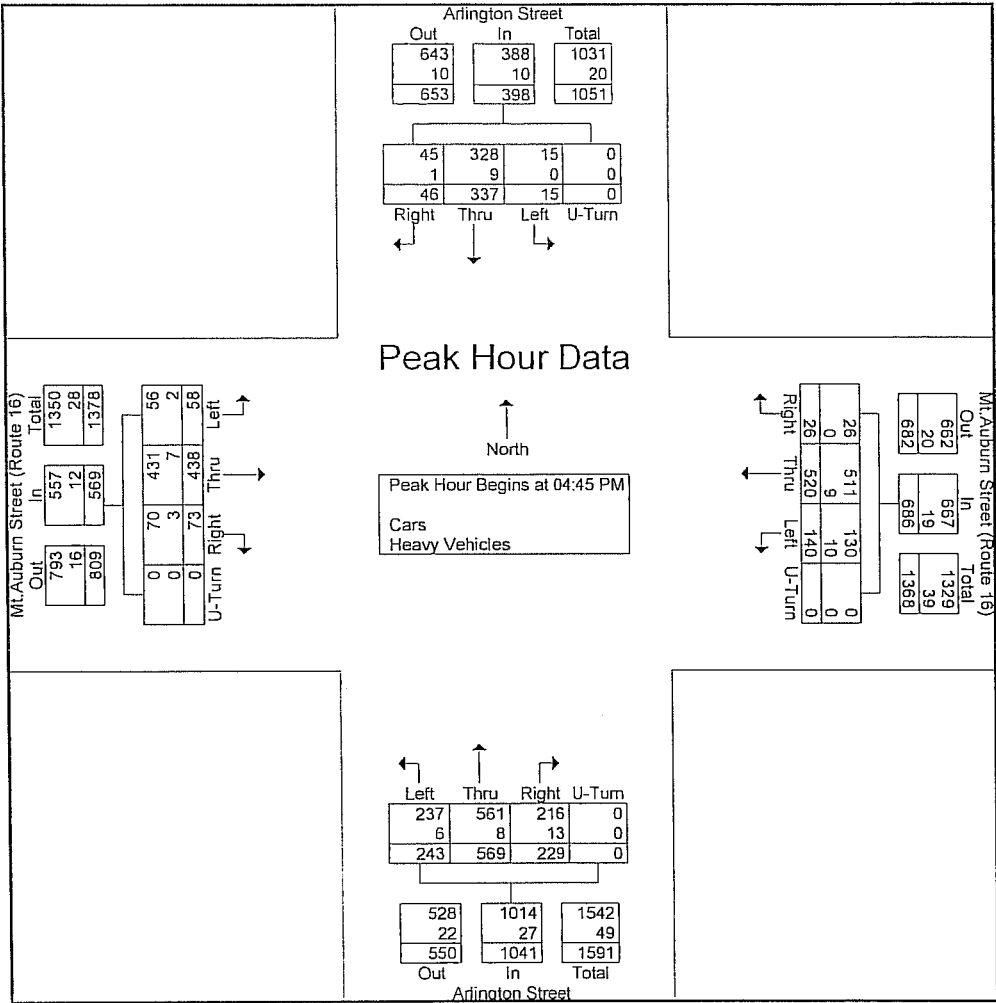 Arlington Street
Out In Total
643 388 1031
10 10 20
653 398 1051
45 328 15 0
1 9 0 0
46 337 15 0
Right Thru Left U-Turn
Peak Hour Data
North
Peak Hour Begins at 04:45 PM
Cars
Heavy Vehicles
Mt.Auburn Street (Route 16)
Out In Total
793 557 1350
16 12 28
809 569 1378
U-Turn Right Thru Left
0 70 431 56
0 3 7 2
0 73 438 58
Mt.Auburn Street (Route 16)
Out In Total
662 667 1329
20 19 39
682 686 1368
26 511 130 0
0 9 10 0
26 520 140 0
Right Thru Left U-Turn
Left Thru Right U-Turn
237 561 216 0
6 8 13 0
243 569 229 0
528 1014 1542
22 27 49
550 1041 1591
Out In Total
Arlington Street